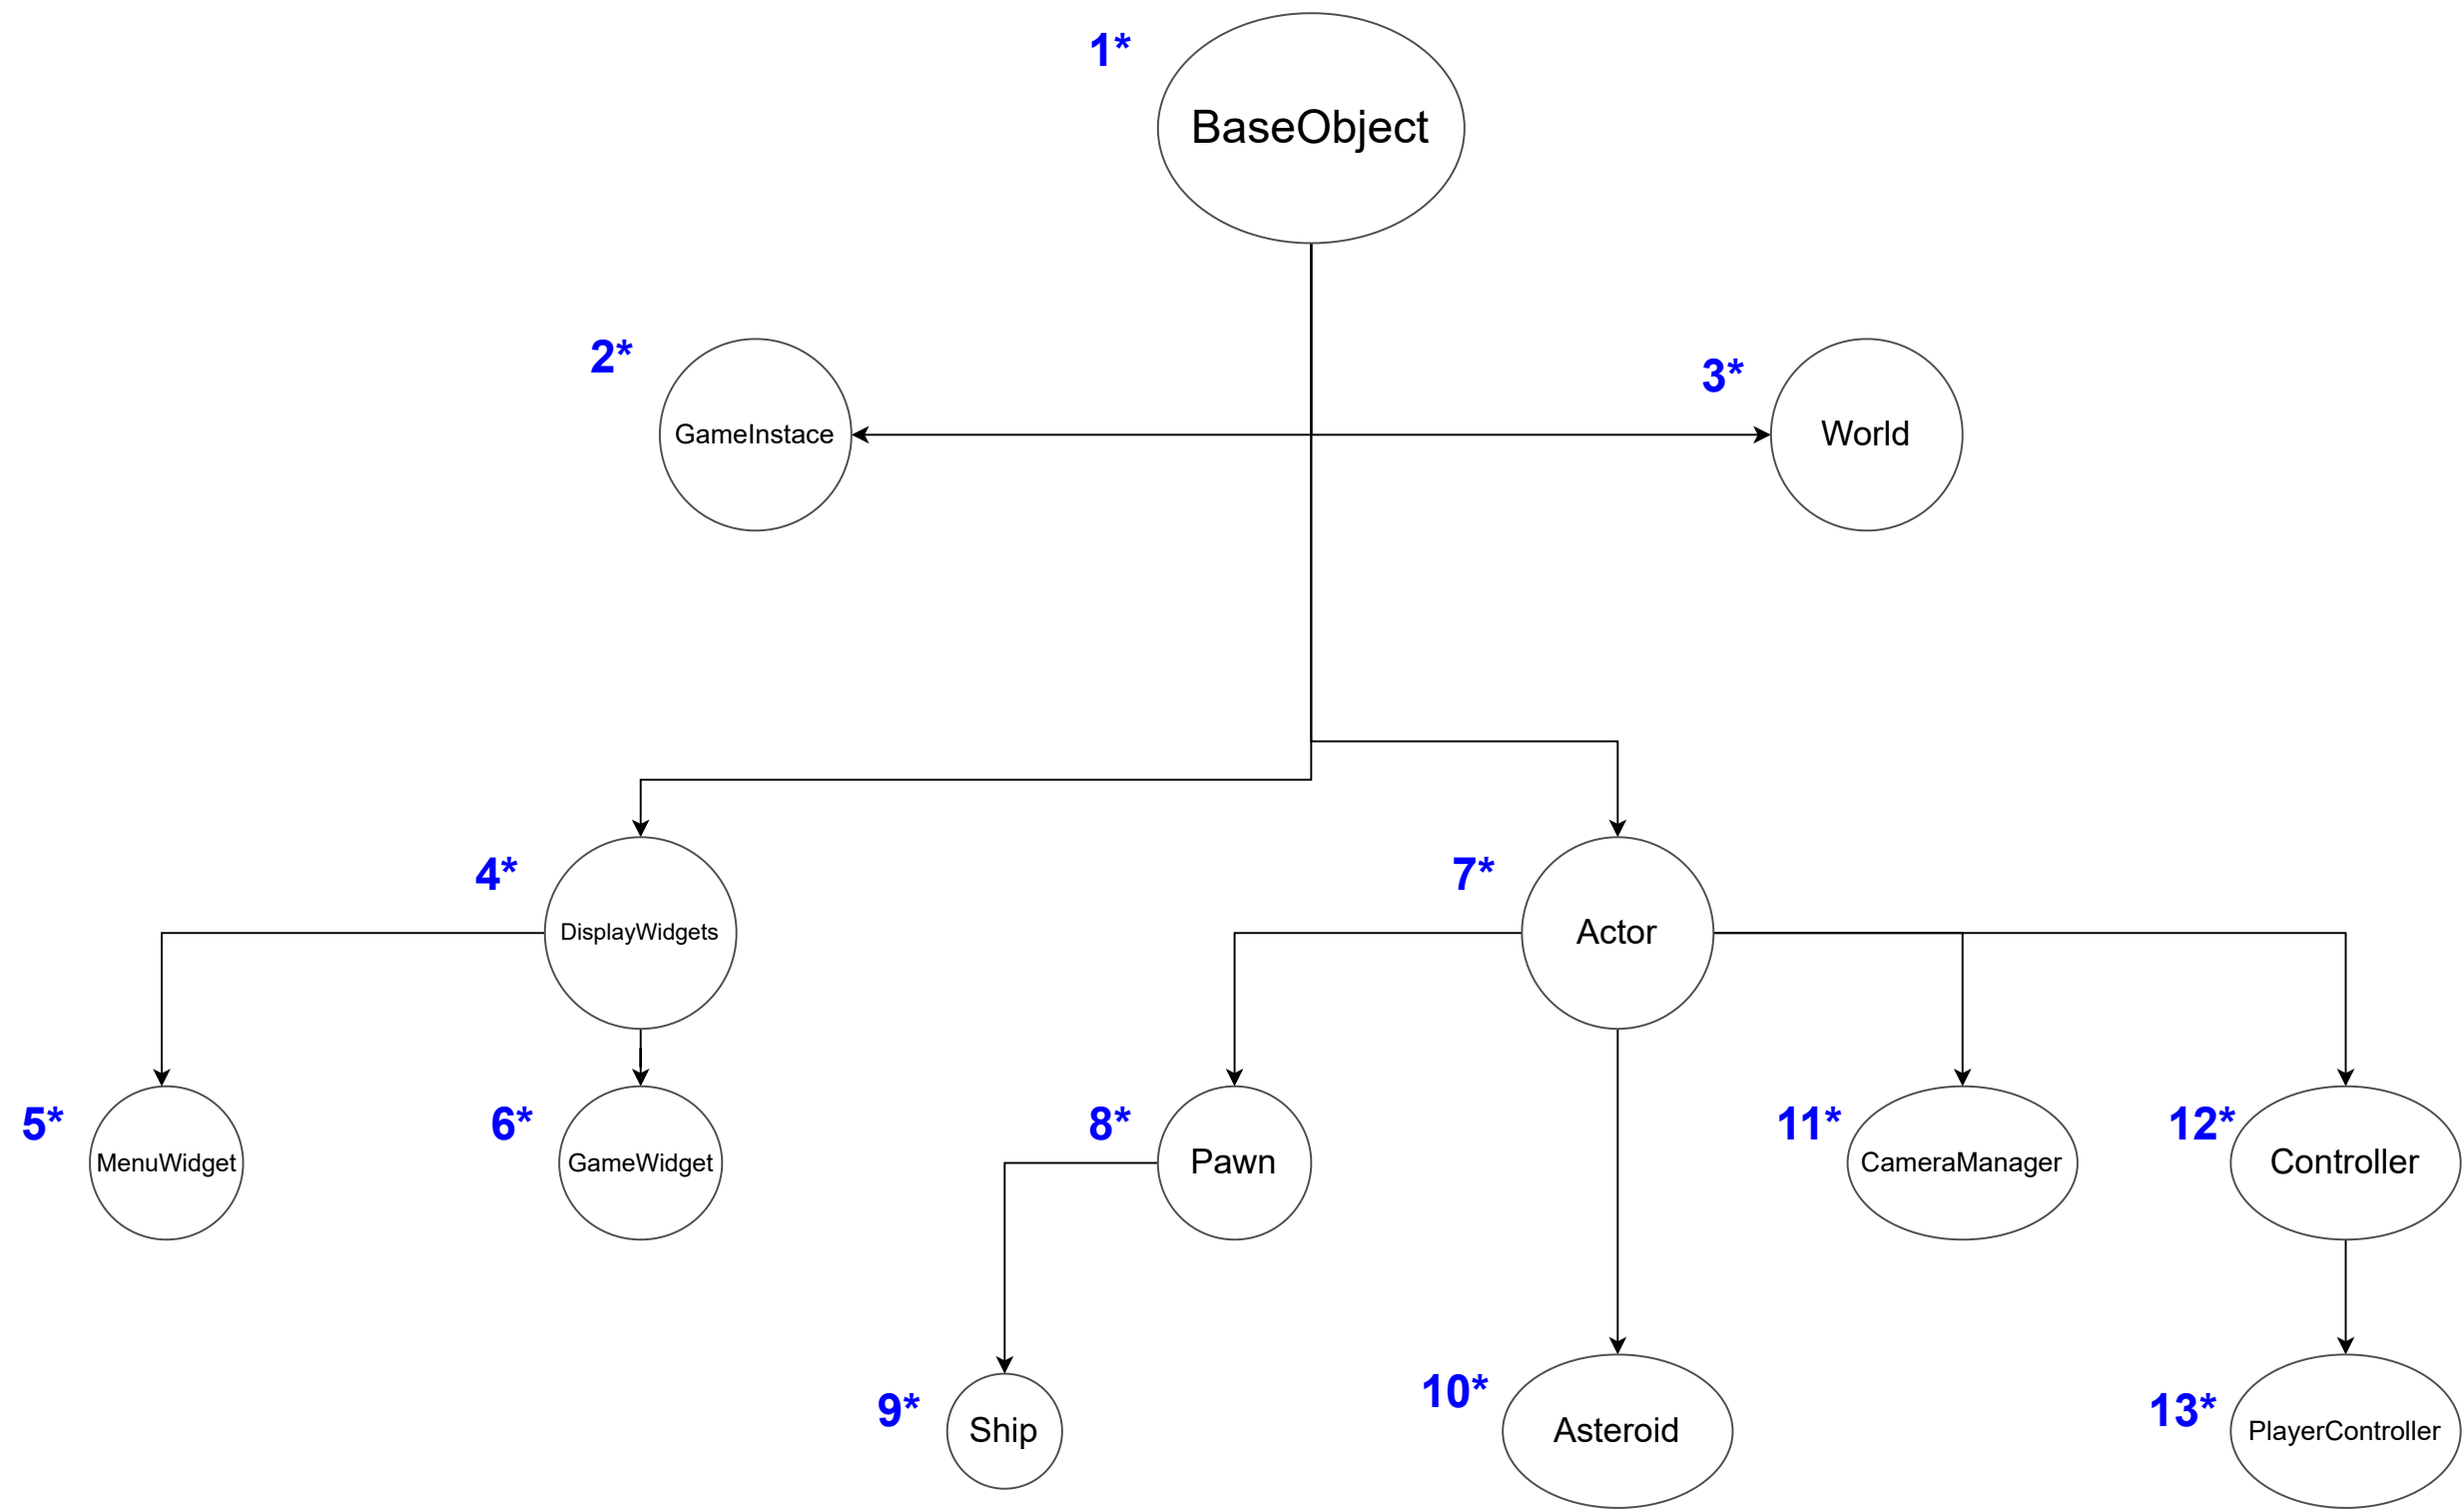 1*
BaseObject
2*
GameInstace
3*
World
4*
DisplayWidgets
7*
Actor
5*
MenuWidget
6*
GameWidget
8*
Pawn
11*
CameraManager
12*
Controller
9*
Ship
10*
Asteroid
13*
PlayerController